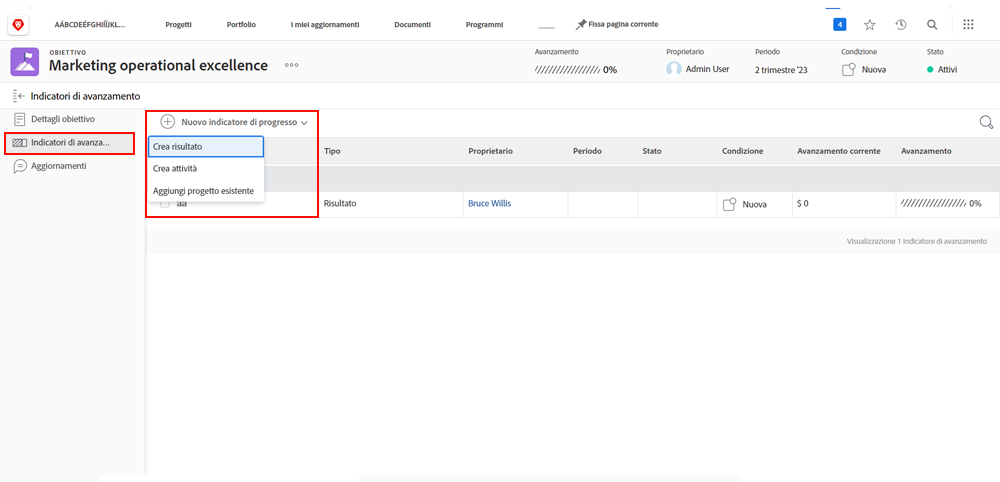 AÁBCDEÉFGHIÍJKL... Progetti Portfolio I miei aggiornamenti Documenti Programmi Fissa pagina corrente 4
OBIETTIVO
Marketing operational excellence
Avanzamento Proprietario Periodo Condizione Stato
0% Admin User 2 trimestre '23 Nuova Attivi
Indicatori di avanzamento
Dettagli obiettivo
Indicatori di avanza...
Aggiornamenti
Nuovo indicatore di progresso
Crea risultato
Crea attività
Aggiungi progetto esistente
Tipo Proprietario Periodo Stato Condizione Avanzamento corrente Avanzamento
aa Risultato Bruce Willis Nuova $ 0 0%
Visualizzazione 1 indicatore di avanzamento